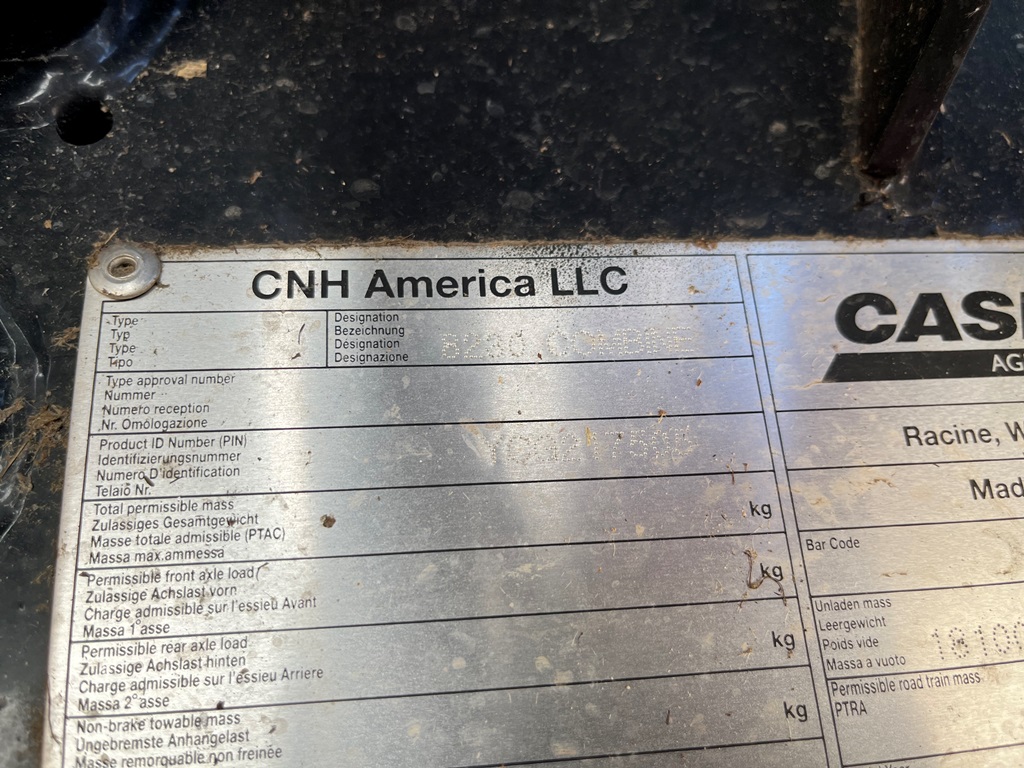 CNH America LLC
Type
Typ
Type
Tipo
Designation
Bezeichnung
Désignation
Designazione
COMBINE
Type approval number
Nummer
Numero reception
Nr. Omologazione
Product ID Number (PIN)
Identifizierungsnummer
Numero D'identification
Telaio Nr.
Total permissible mass
Zulässiges Gesamtgewicht
Masse totale admissible (PTAC)
Massa max.ammessa
kg
Permissible front axle load
Zulässige Achslast vorn
Charge admissible sur l'essieu Avant
Massa 1°asse
kg
Permissible rear axle load
Zulässige Achslast hinten
Charge admissible sur l'essieu Arriere
Massa 2°asse
kg
Non-brake towable mass
Ungebremste Anhangelast
Masse remorquable non freinée
kg
CAS
AG
Racine, W
Mad
Bar Code
Unladen mass
Leergewicht
Poids vide
Massa a vuoto
Permissible road train mass
PTRA